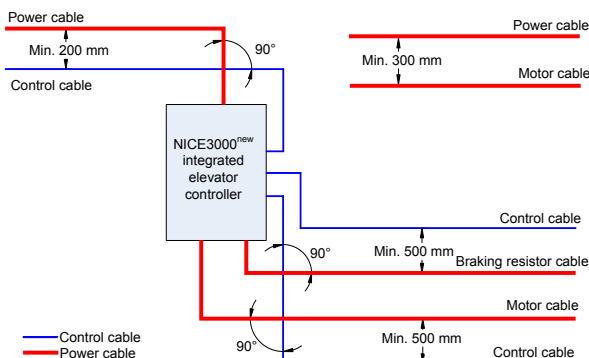 Power cable
Min. 200 mm
90°
Control cable
Power cable
Min. 300 mm
Motor cable
NICE3000new
integrated
elevator
controller
Control cable
Min. 500 mm
90°
Braking resistor cable
Motor cable
90°
Min. 500 mm
Control cable
Control cable
Power cable